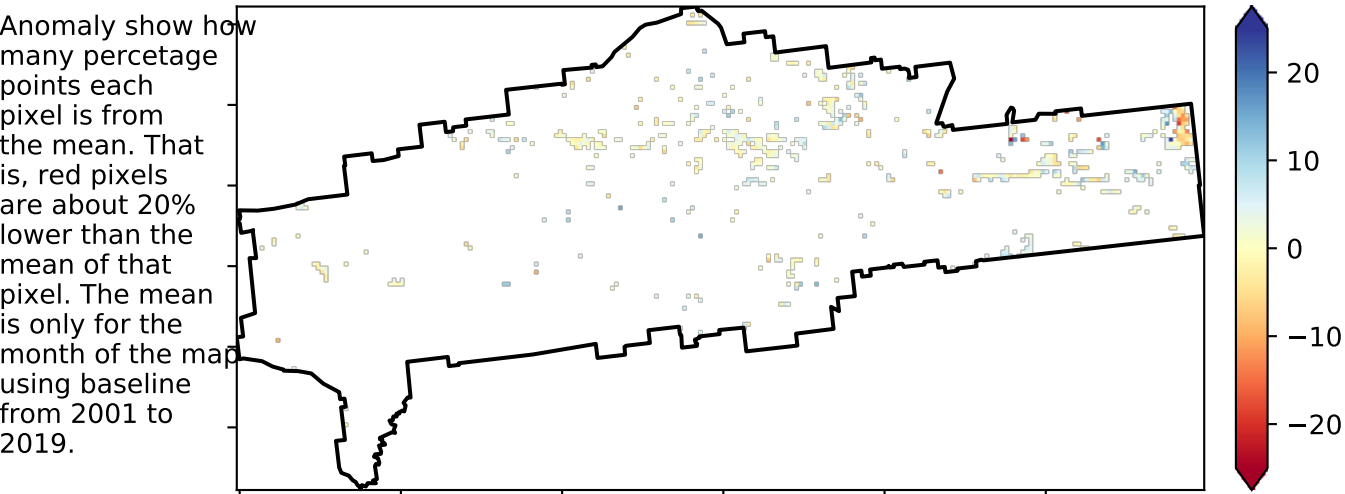 Anomaly show how
many percetage
points each
pixel is from
the mean. That
is, red pixels
are about 20%
lower than the
mean of that
pixel. The mean
is only for the
month of the map
using baseline
from 2001 to
2019.
20
10
0
−10
−20